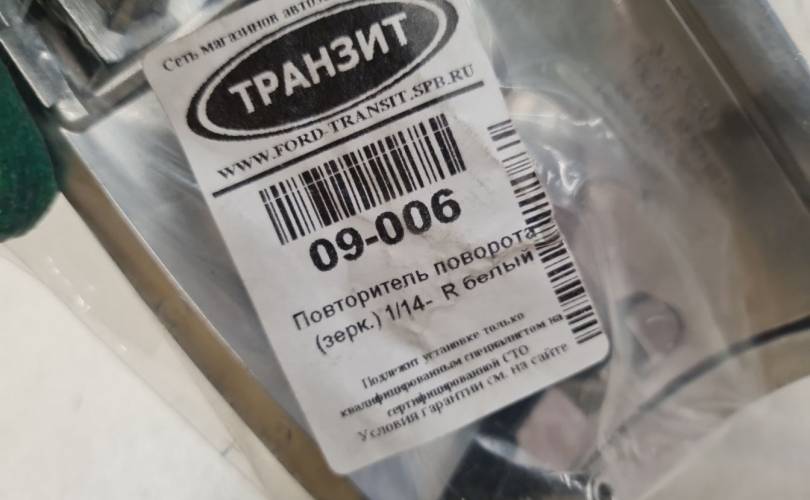 Сеть магазинов
ТРАНЗИТ
WWW.FORD-TRANSIT.SPB.RU
09-006
Повторитель поворота
(зерк.) 1/14- R белый
Подлежит установке только
квалифицированным специалистом на
сертифицированной СТО
Условия гарантии см. на сайте